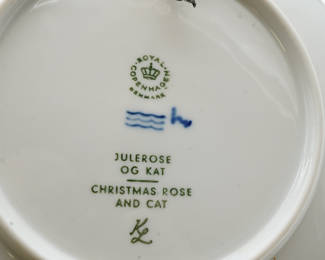 ROYAL
COPENHAGEN
DENMARK
JULEROSE
OG KAT
CHRISTMAS ROSE
AND CAT